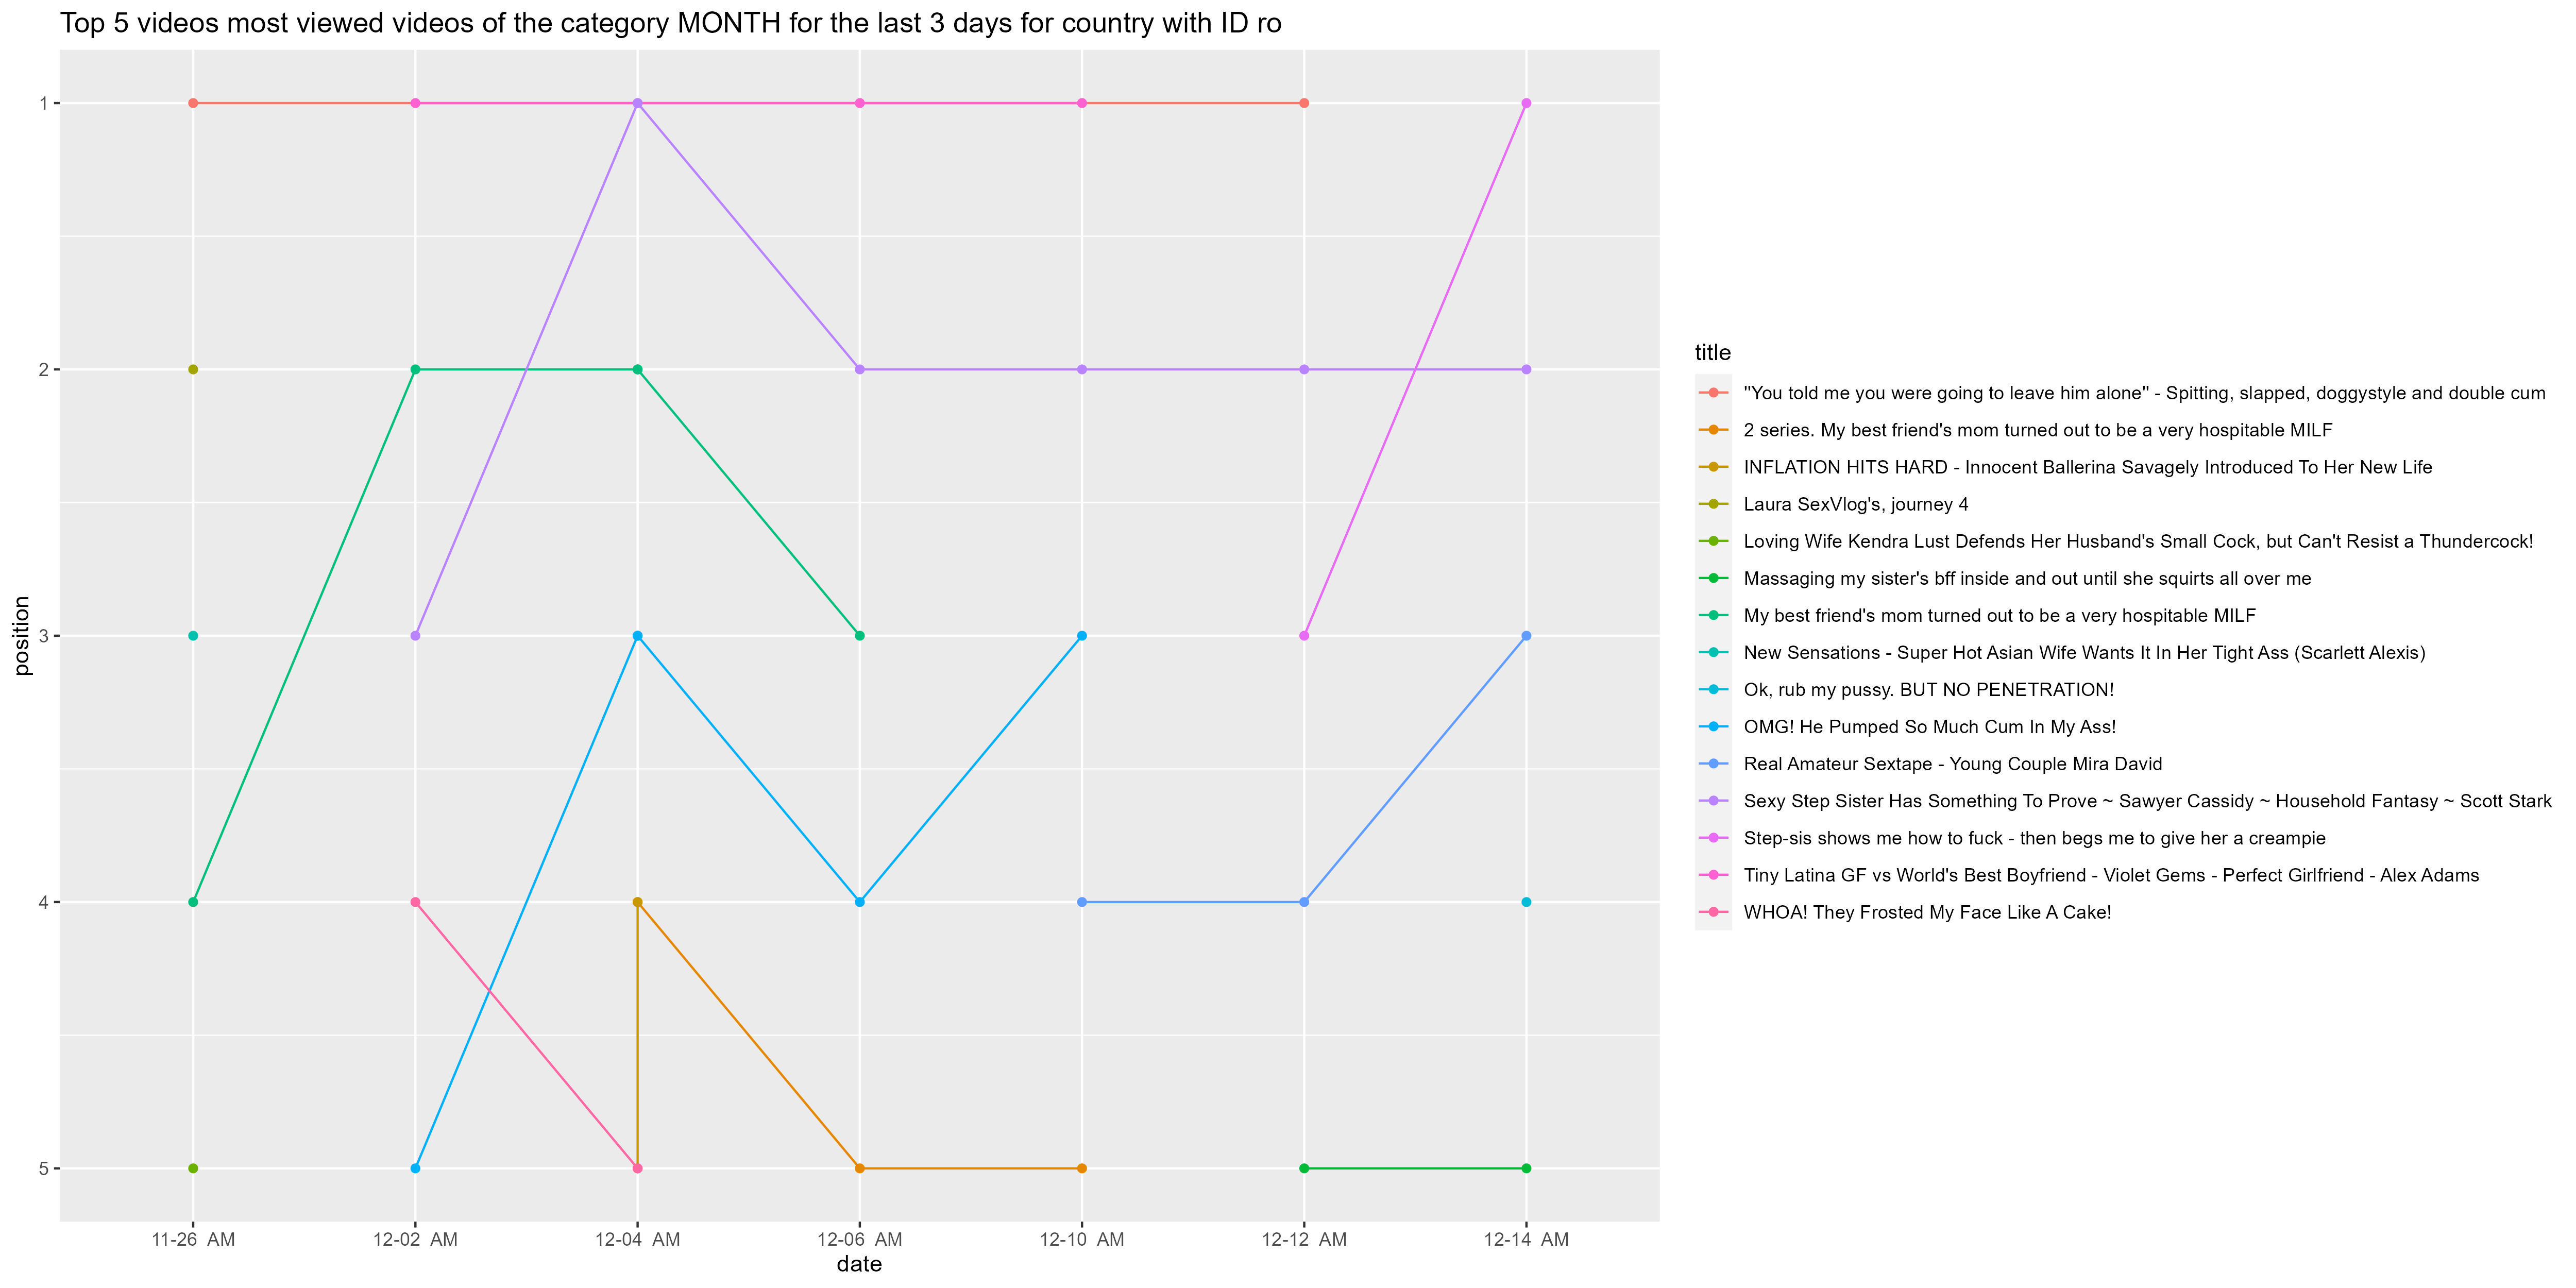 Top 5 videos most viewed videos of the category MONTH for the last 3 days for country with ID ro
1
2
3
4
5
position
11-26 AM
12-02 AM
12-04 AM
12-06 AM
12-10 AM
12-12 AM
12-14 AM
date
title
"You told me you were going to leave him alone" - Spitting, slapped, doggystyle and double cum
2 series. My best friend's mom turned out to be a very hospitable MILF
INFLATION HITS HARD - Innocent Ballerina Savagely Introduced To Her New Life
Laura SexVlog's, journey 4
Loving Wife Kendra Lust Defends Her Husband's Small Cock, but Can't Resist a Thundercock!
Massaging my sister's bff inside and out until she squirts all over me
My best friend's mom turned out to be a very hospitable MILF
New Sensations - Super Hot Asian Wife Wants It In Her Tight Ass (Scarlett Alexis)
Ok, rub my pussy. BUT NO PENETRATION!
OMG! He Pumped So Much Cum In My Ass!
Real Amateur Sextape - Young Couple Mira David
Sexy Step Sister Has Something To Prove ~ Sawyer Cassidy ~ Household Fantasy ~ Scott Stark
Step-sis shows me how to fuck - then begs me to give her a creampie
Tiny Latina GF vs World's Best Boyfriend - Violet Gems - Perfect Girlfriend - Alex Adams
WHOA! They Frosted My Face Like A Cake!